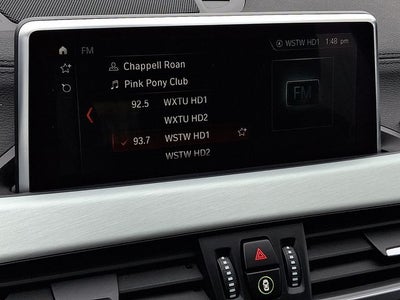 FM WSTW HD1 1:48 pm
Chappell Roan
Pink Pony Club
92.5 WXTU HD1
WXTU HD2
93.7 WSTW HD1
WSTW HD2
FM